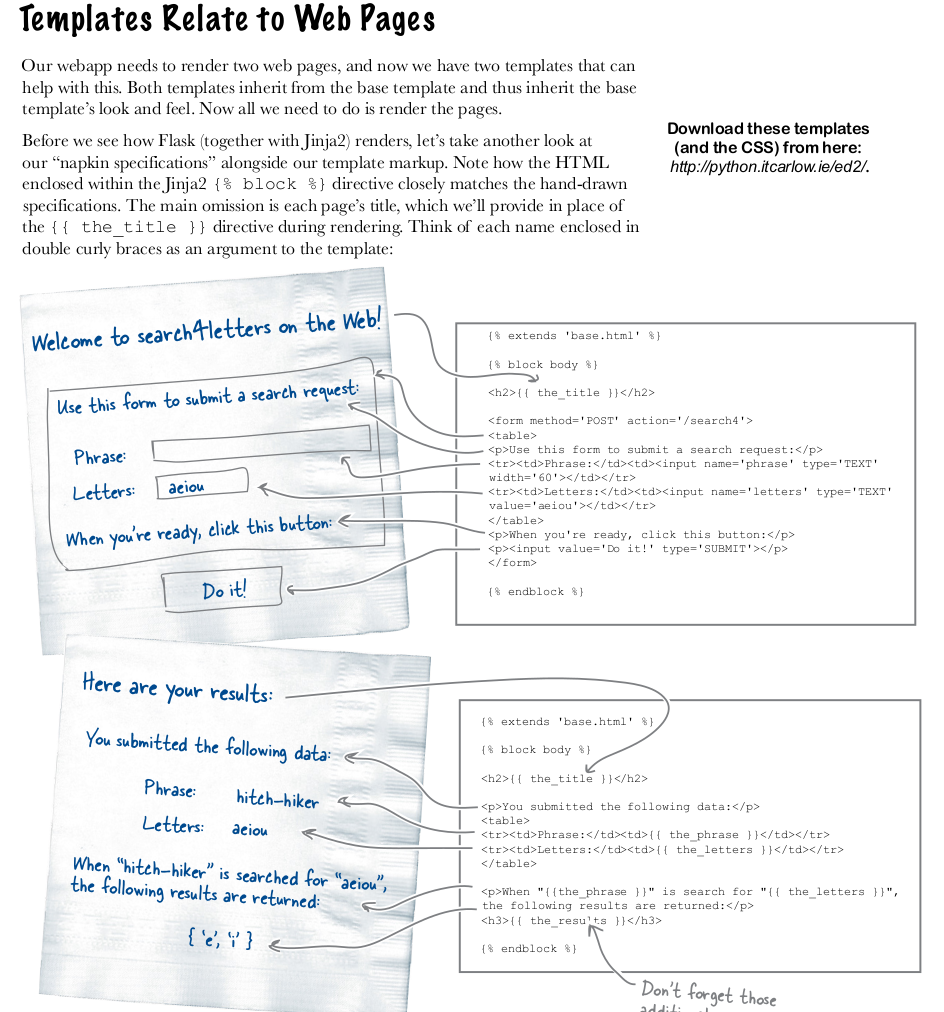 Templates Relate to Web Pages
Our webapp needs to render two web pages, and now we have two templates that can
help with this. Both templates inherit from the base template and thus inherit the base
template's look and feel. Now all we need to do is render the pages.
Before we see how Flask (together with Jinja2) renders, let's take another look at
our "napkin specifications" alongside our template markup. Note how the HTML
enclosed within the Jinja2 {% block %} directive closely matches the hand-drawn
specifications. The main omission is each page's title, which we'll provide in place of
the {{ the_title }} directive during rendering. Think of each name enclosed in
double curly braces as an argument to the template:
Download these templates
(and the CSS) from here:
http://python.itcarlow.ie/ed2/.
Welcome to search4letters on the Web!
Use this form to submit a search request:
Phrase:
Letters: aeiou
When you're ready, click this button:
Do it!
{% extends 'base.html' %}
{% block body %}
<h2>{{ the_title }}</h2>
<form method='POST' action='/search4'>
<table>
<p>Use this form to submit a search request:</p>
<tr><td>Phrase:</td><td><input name='phrase' type='TEXT'
width='60'></td></tr>
<tr><td>Letters:</td><td><input name='letters' type='TEXT'
value='aeiou'></td></tr>
</table>
<p>When you're ready, click this button:</p>
<p><input value='Do it!' type='SUBMIT'></p>
</form>
{% endblock %}
Here are your results:
You submitted the following data:
Phrase: hitch-hiker
Letters: aeiou
When "hitch-hiker" is searched for "aeiou",
the following results are returned:
{ 'e', 'i' }
{% extends 'base.html' %}
{% block body %}
<h2>{{ the_title }}</h2>
<p>You submitted the following data:</p>
<table>
<tr><td>Phrase:</td><td>{{ the_phrase }}</td></tr>
<tr><td>Letters:</td><td>{{ the_letters }}</td></tr>
</table>
<p>When "{{the_phrase }}" is search for "{{ the_letters }}",
the following results are returned:</p>
<h3>{{ the_results }}</h3>
{% endblock %}
Don't forget those